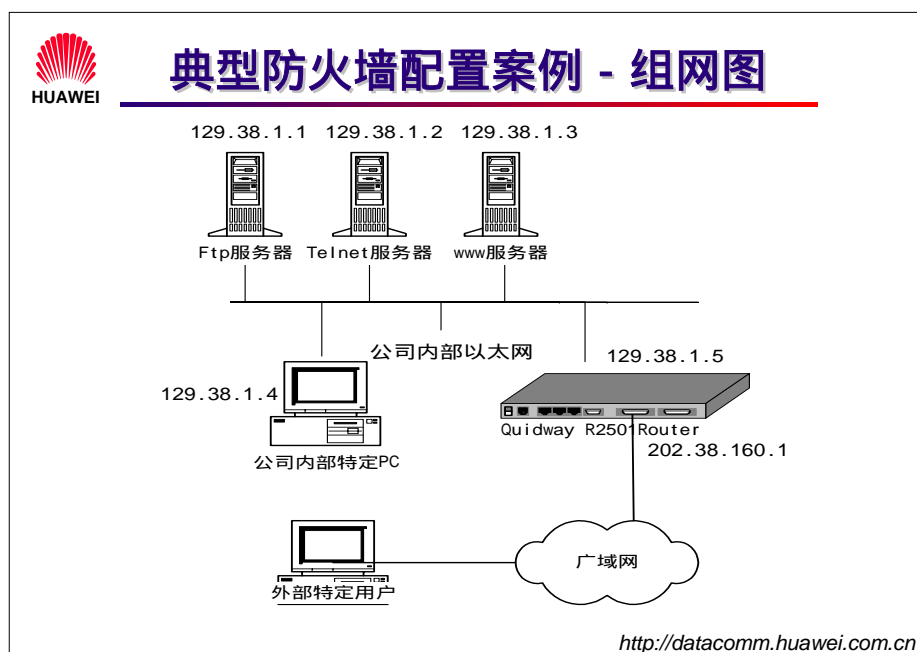 典型防火墙配置案例 - 组网图
HUAWEI
129.38.1.1 129.38.1.2 129.38.1.3
Ftp服务器 Telnet服务器 www服务器
公司内部以太网
129.38.1.5
129.38.1.4
Quidway R2501Router
公司内部特定PC
202.38.160.1
广域网
外部特定用户
http://datacomm.huawei.com.cn